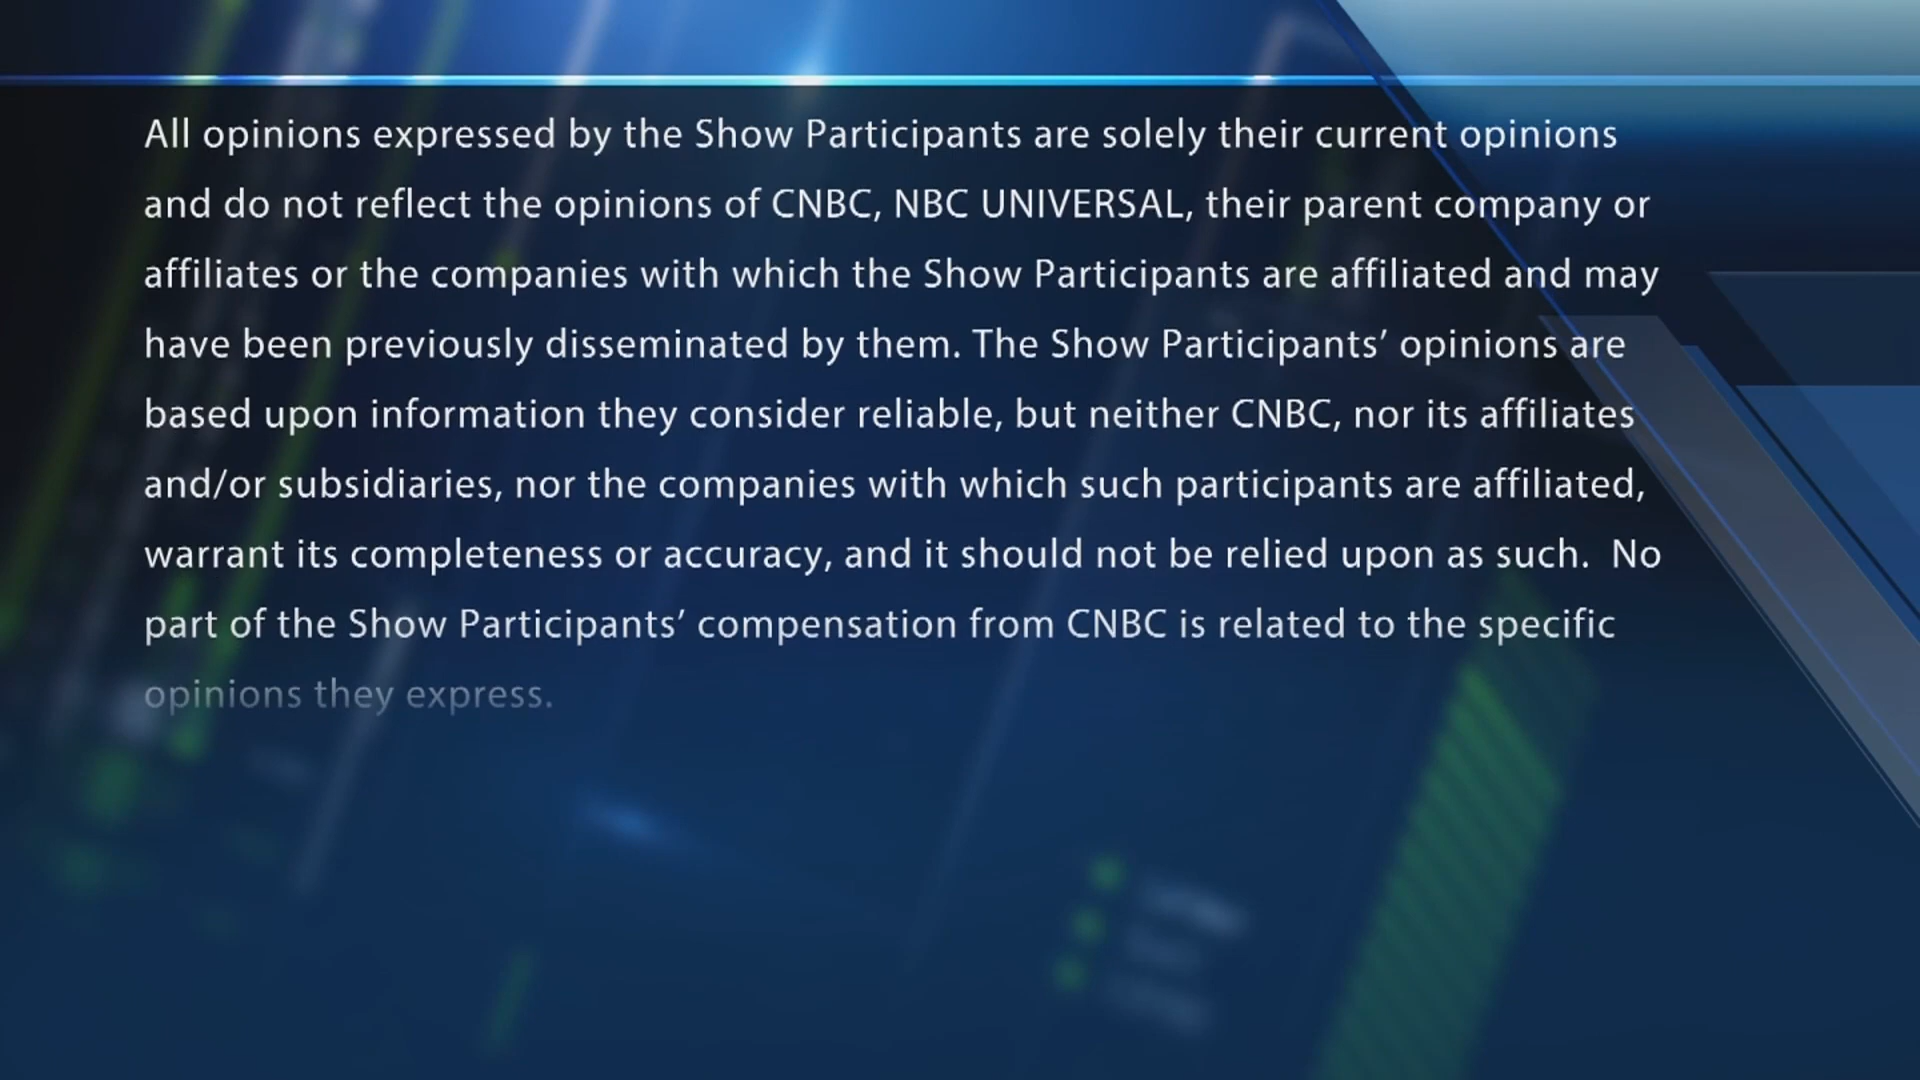 All opinions expressed by the Show Participants are solely their current opinions
and do not reflect the opinions of CNBC, NBC UNIVERSAL, their parent company or
affiliates or the companies with which the Show Participants are affiliated and may
have been previously disseminated by them. The Show Participants’ opinions are
based upon information they consider reliable, but neither CNBC, nor its affiliates
and/or subsidiaries, nor the companies with which such participants are affiliated,
warrant its completeness or accuracy, and it should not be relied upon as such.  No
part of the Show Participants’ compensation from CNBC is related to the specific
opinions they express.